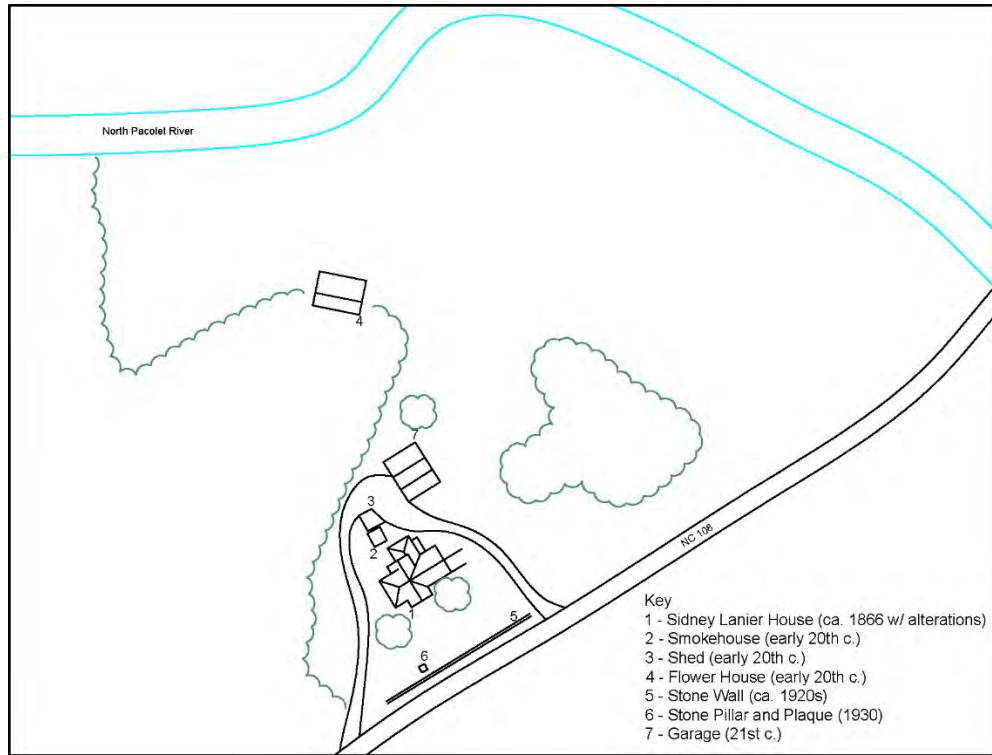 North Pacolet River
4
7
3
2
1
5
6
NC 108
Key
1 - Sidney Lanier House (ca. 1866 w/ alterations)
2 - Smokehouse (early 20th c.)
3 - Shed (early 20th c.)
4 - Flower House (early 20th c.)
5 - Stone Wall (ca. 1920s)
6 - Stone Pillar and Plaque (1930)
7 - Garage (21st c.)